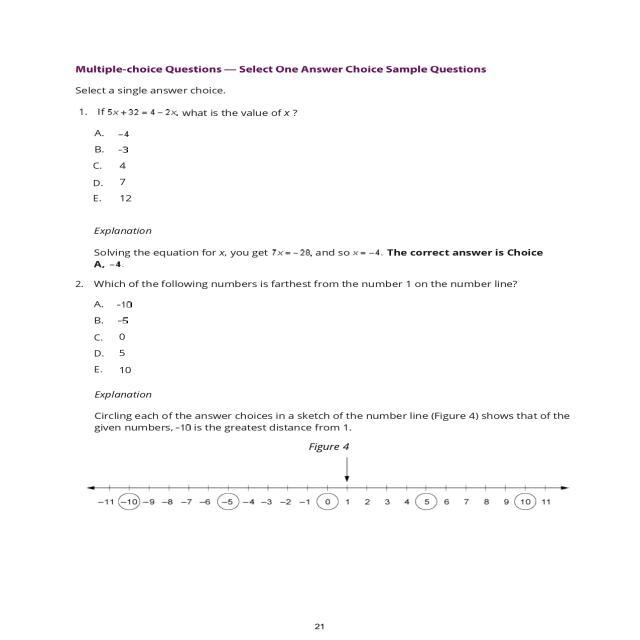 Multiple-choice Questions — Select One Answer Choice Sample Questions
Select a single answer choice.
1. If 5x + 32 = 4 – 2x, what is the value of x ?
A. –4
B. –3
C. 4
D. 7
E. 12
Explanation
Solving the equation for x, you get 7x = –28, and so x = –4. The correct answer is Choice
A, –4.
2. Which of the following numbers is farthest from the number 1 on the number line?
A. –10
B. –5
C. 0
D. 5
E. 10
Explanation
Circling each of the answer choices in a sketch of the number line (Figure 4) shows that of the
given numbers, –10 is the greatest distance from 1.
Figure 4
–11 –10 –9 –8 –7 –6 –5 –4 –3 –2 –1 0 1 2 3 4 5 6 7 8 9 10 11
21